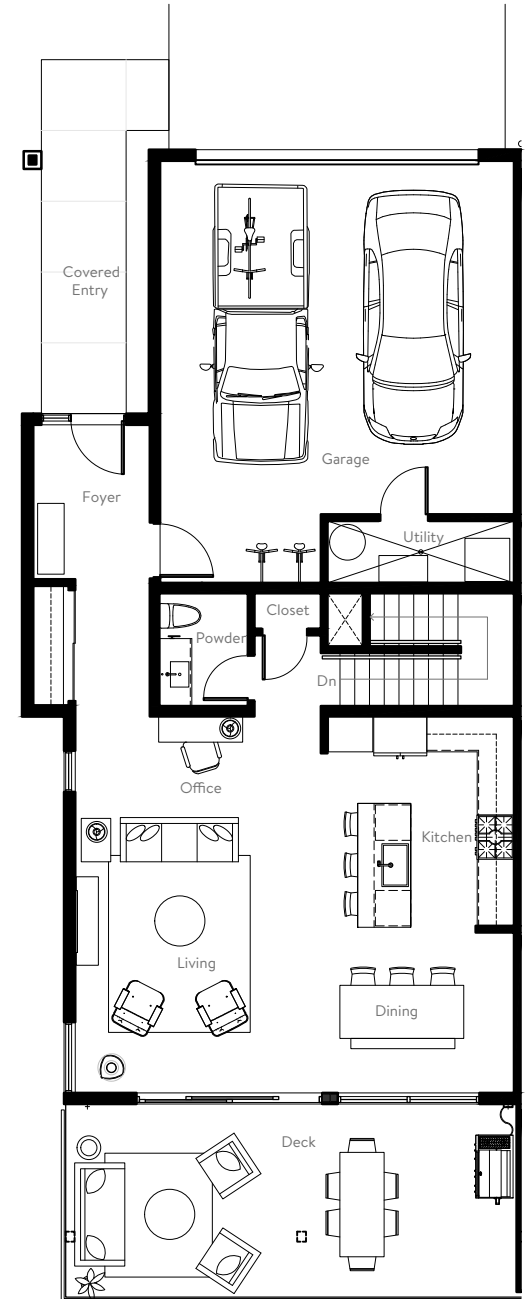 Covered
Entry
Garage
Foyer
Utility
Closet
Powder
Dn
Office
Kitchen
Living
Dining
Deck